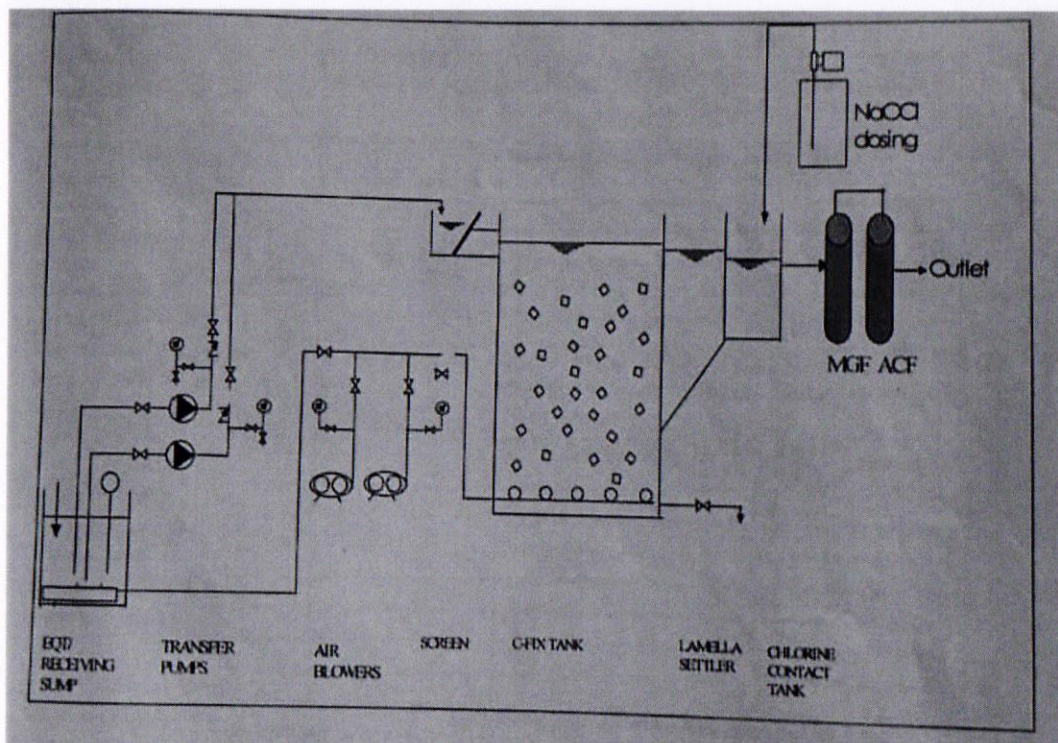 NaOCl
dosing
Outlet
MGF ACF
EQT/
RECEIVING
SUMP
TRANSFER
PUMPS
AIR
BLOWERS
SCREEN
C-FIX TANK
LAMELLA
SETTLER
CHLORINE
CONTACT
TANK